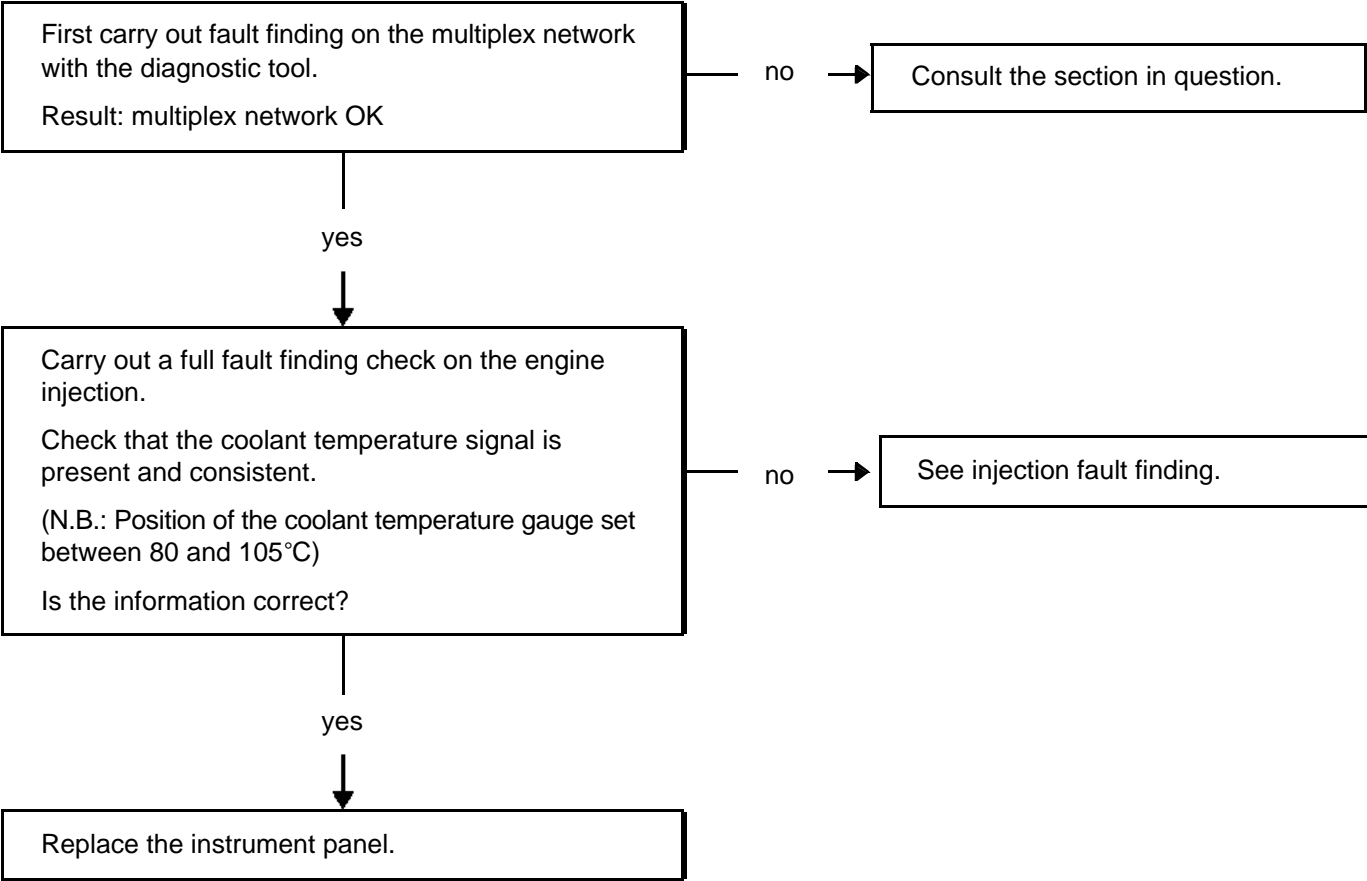 First carry out fault finding on the multiplex network
with the diagnostic tool.
Result: multiplex network OK
no
Consult the section in question.
yes
Carry out a full fault finding check on the engine
injection.
Check that the coolant temperature signal is
present and consistent.
(N.B.: Position of the coolant temperature gauge set
between 80 and 105°C)
Is the information correct?
no
See injection fault finding.
yes
Replace the instrument panel.